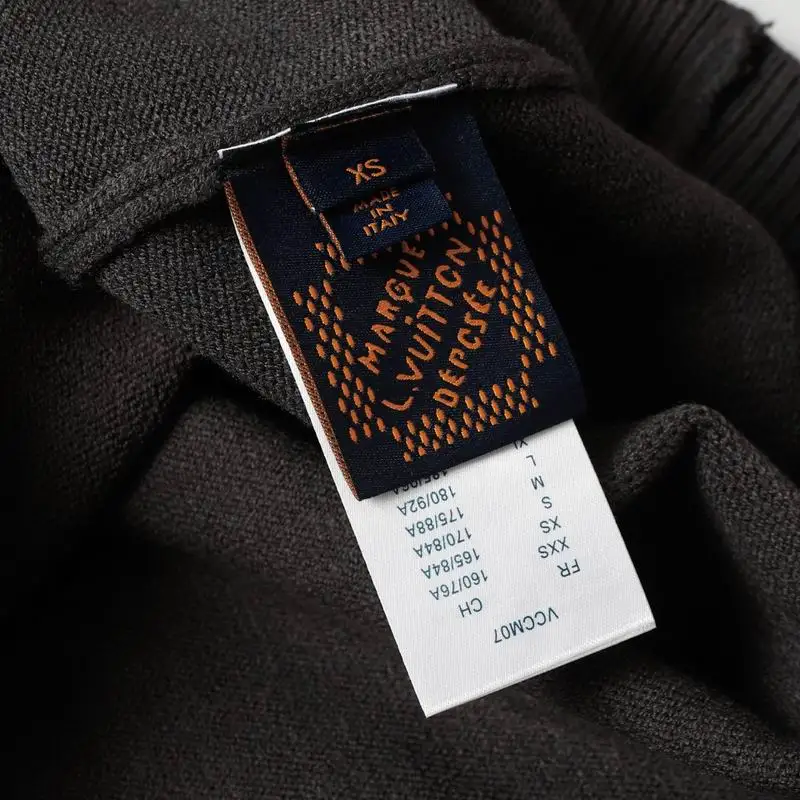 XS
MADE
IN
ITALY
MARQUE
L.VUITTON
DÉPOSÉE
VCCM07
FR CH
XXS 160/76A
XS 165/84A
S 170/84A
M 175/88A
L 180/92A
XL